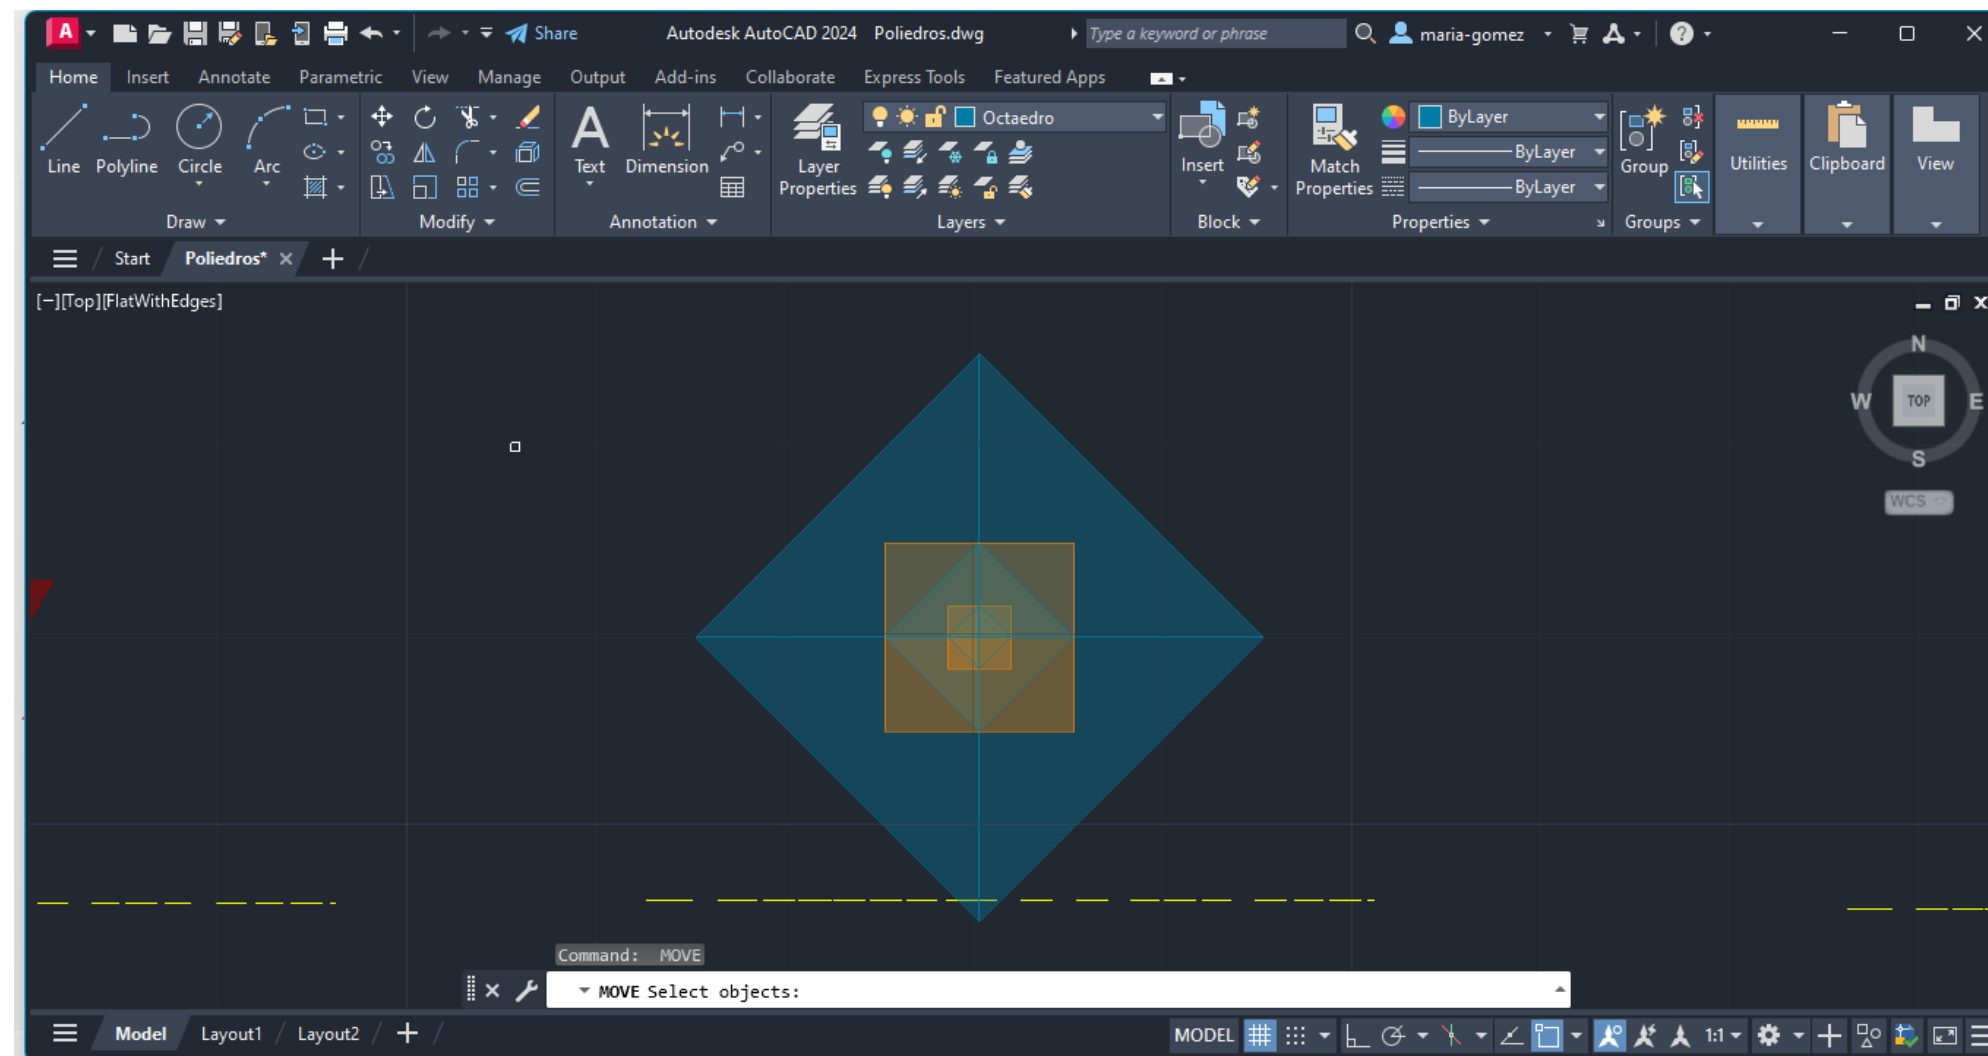 A Share Autodesk AutoCAD 2024 Poliedros.dwg Type a keyword or phrase maria-gomez ?
Home Insert Annotate Parametric View Manage Output Add-ins Collaborate Express Tools Featured Apps
Octaedro ByLayer
ByLayer
Line Polyline Circle Arc A Text Dimension Layer Properties Insert Match Properties ByLayer Group Utilities Clipboard View
Draw Modify Annotation Layers Block Properties Groups
Start Poliedros* +
[−][Top][FlatWithEdges]
N
W TOP E
S
WCS
Command: MOVE
MOVE Select objects:
Model Layout1 Layout2 + MODEL 1:1